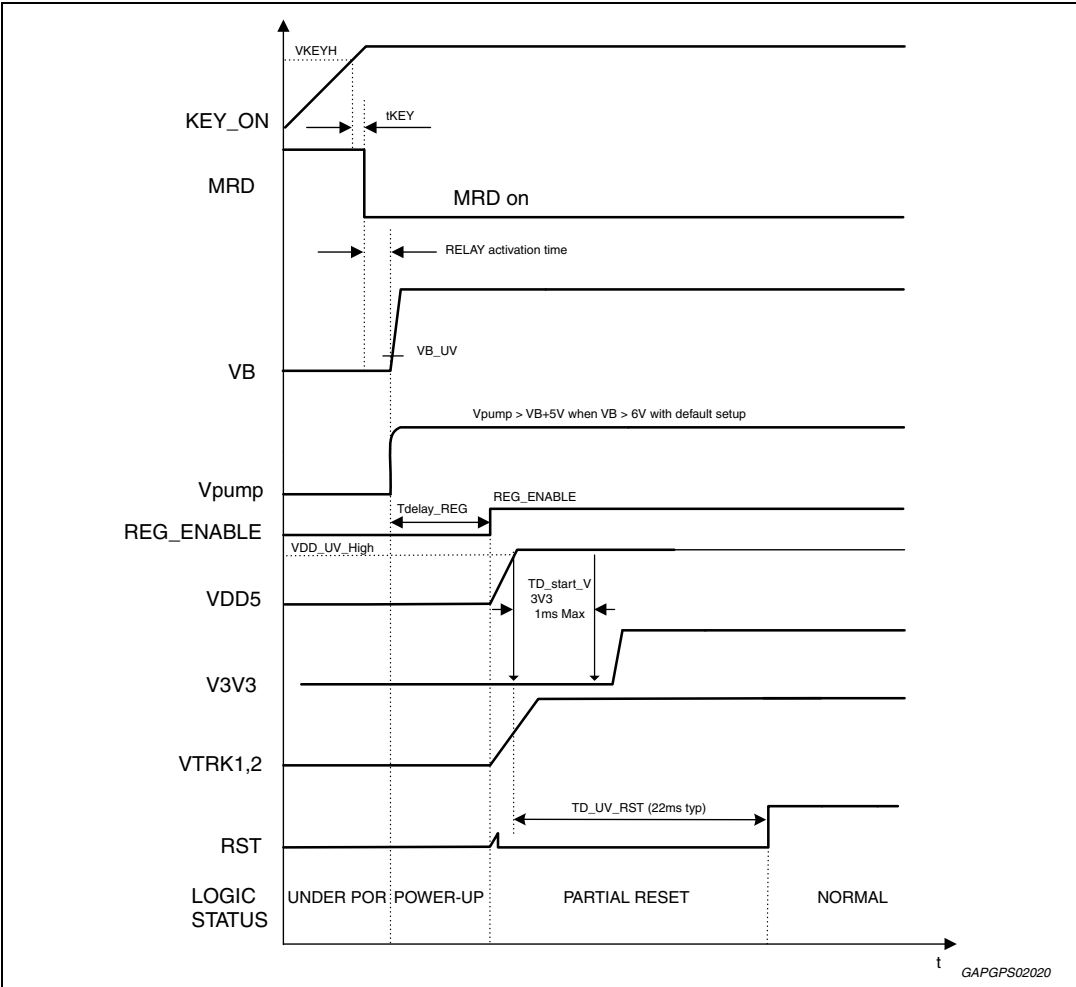 VKEYH
KEY_ON
tKEY
MRD
MRD on
RELAY activation time
VB_UV
VB
Vpump > VB+5V when VB > 6V with default setup
Vpump
Tdelay_REG
REG_ENABLE
REG_ENABLE
VDD_UV_High
TD_start_V
3V3
1ms Max
VDD5
V3V3
VTRK1,2
TD_UV_RST (22ms typ)
RST
LOGIC
STATUS
UNDER POR
POWER-UP
PARTIAL RESET
NORMAL
t
GAPGPS02020